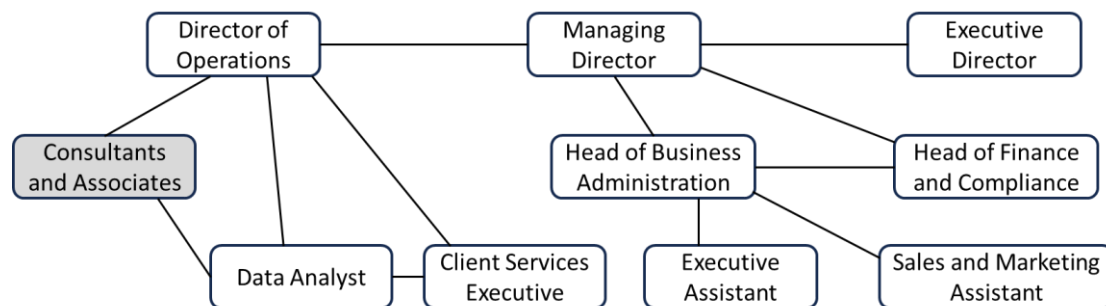 Director of
Operations
Managing
Director
Executive
Director
Consultants
and Associates
Head of Business
Administration
Head of Finance
and Compliance
Data Analyst
Client Services
Executive
Executive
Assistant
Sales and Marketing
Assistant